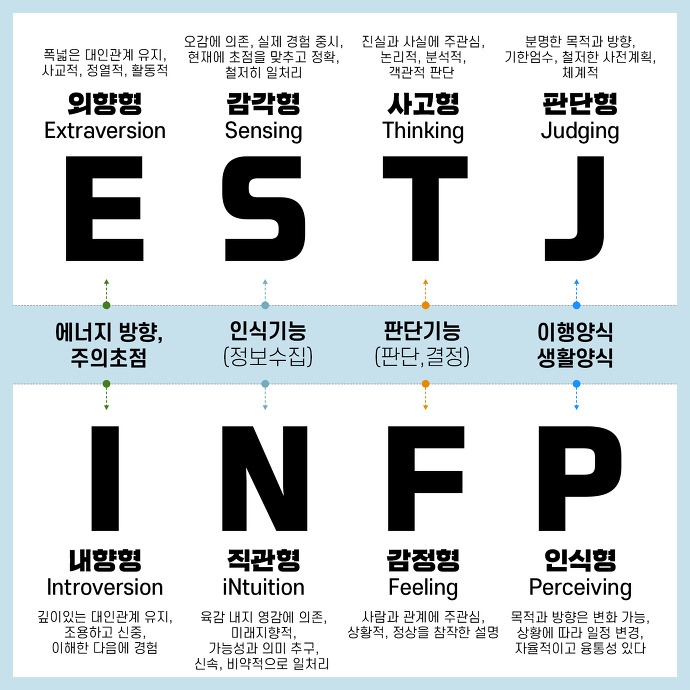 폭넓은 대인관계 유지,
사교적, 정열적, 활동적
외향형
Extraversion
E
오감에 의존, 실제 경험 중시,
현재에 초점을 맞추고 정확,
철저히 일처리
감각형
Sensing
S
진실과 사실에 주관심,
논리적, 분석적,
객관적 판단
사고형
Thinking
T
분명한 목적과 방향,
기한엄수, 철저한 사전계획,
체계적
판단형
Judging
J
에너지 방향,
주의초점
인식기능
(정보수집)
판단기능
(판단,결정)
이행양식
생활양식
I
내향형
Introversion
깊이있는 대인관계 유지,
조용하고 신중,
이해한 다음에 경험
N
직관형
iNtuition
육감 내지 영감에 의존,
미래지향적,
가능성과 의미 추구,
신속, 비약적으로 일처리
F
감정형
Feeling
사람과 관계에 주관심,
상황적, 정상을 참작한 설명
P
인식형
Perceiving
목적과 방향은 변화 가능,
상황에 따라 일정 변경,
자율적이고 융통성 있다